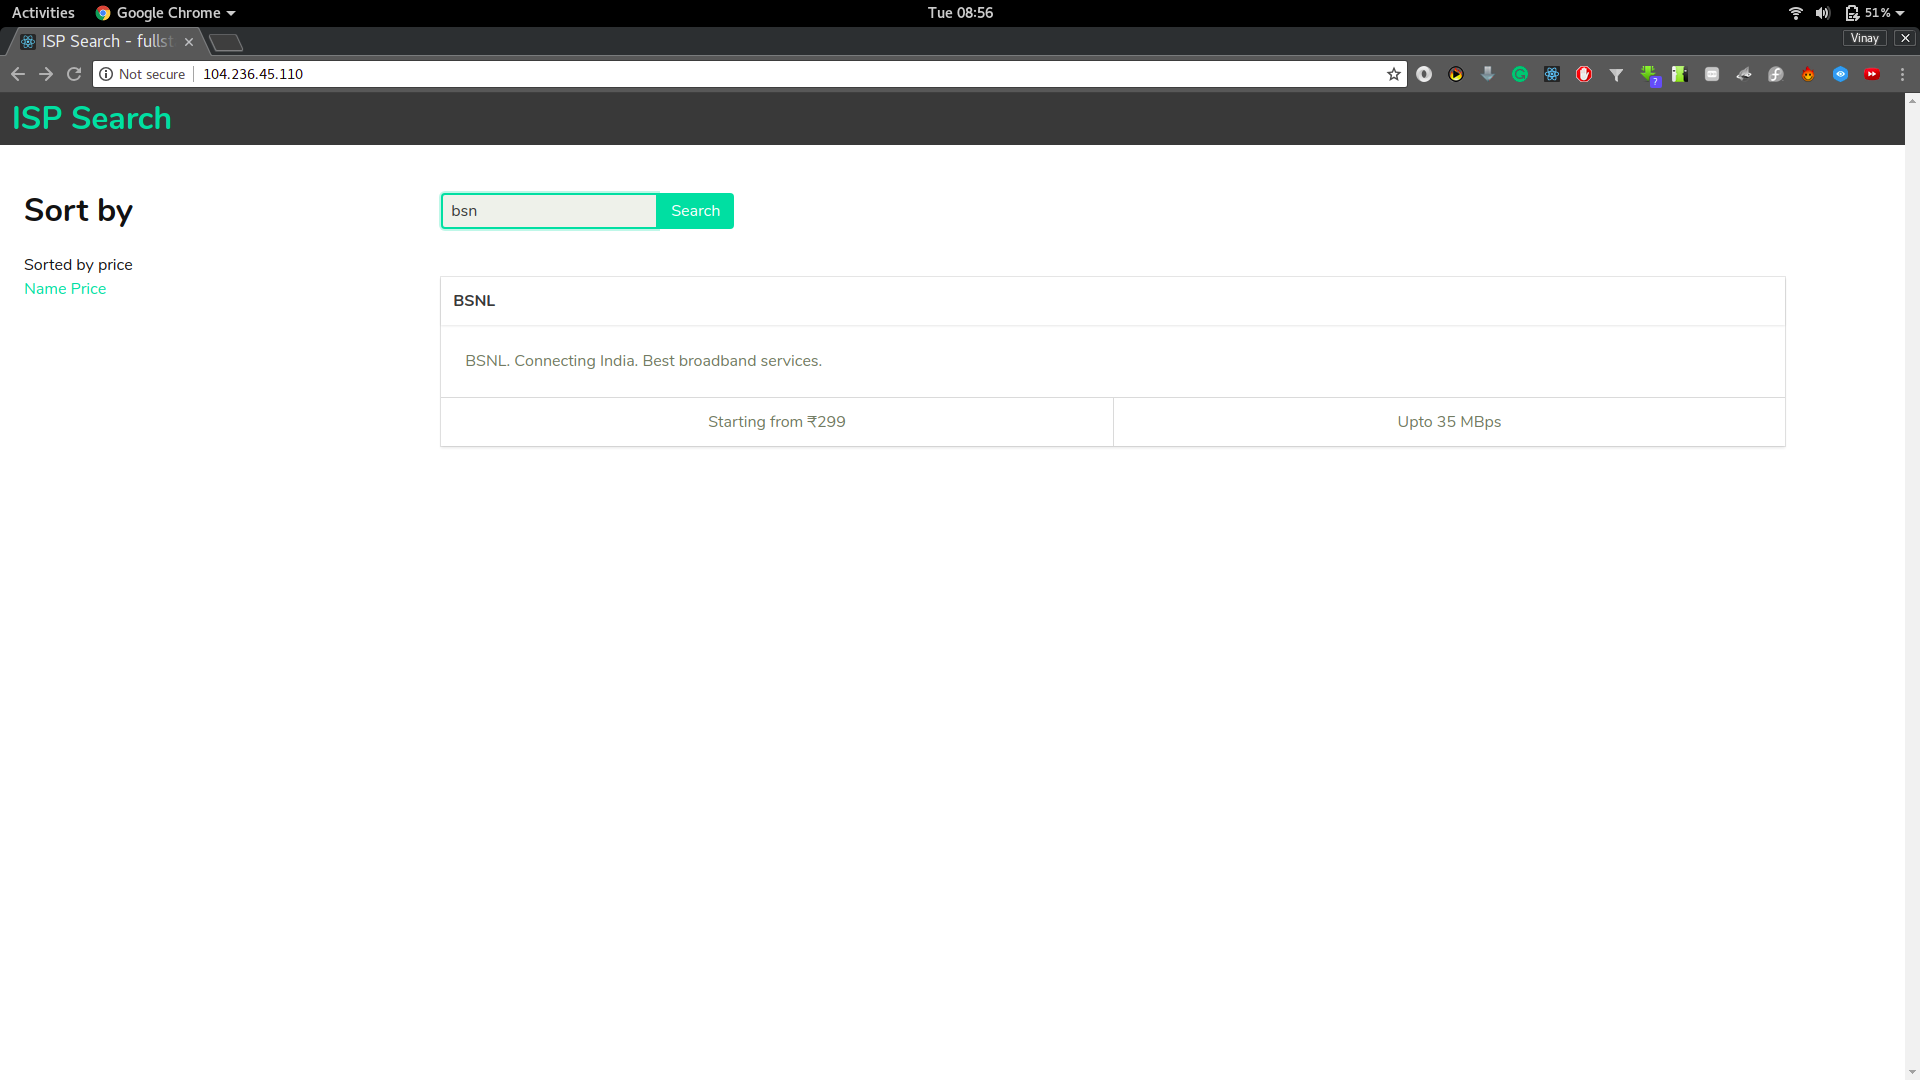 Activities Google Chrome Tue 08:56 51%
ISP Search - fullst Vinay
Not secure 104.236.45.110
ISP Search
Sort by
bsn Search
Sorted by price
Name Price
BSNL
BSNL. Connecting India. Best broadband services.
Starting from ₹299 Upto 35 MBps